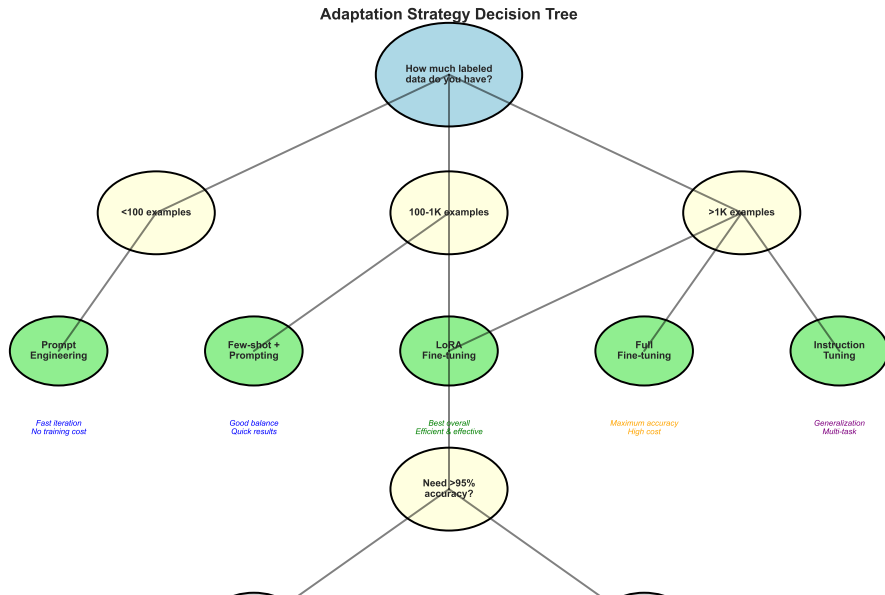 Adaptation Strategy Decision Tree
How much labeled
data do you have?
<100 examples
100-1K examples
>1K examples
Prompt
Engineering
Few-shot +
Prompting
LoRA
Fine-tuning
Full
Fine-tuning
Instruction
Tuning
Fast iteration
No training cost
Good balance
Quick results
Best overall
Efficient & effective
Maximum accuracy
High cost
Generalization
Multi-task
Need >95%
accuracy?